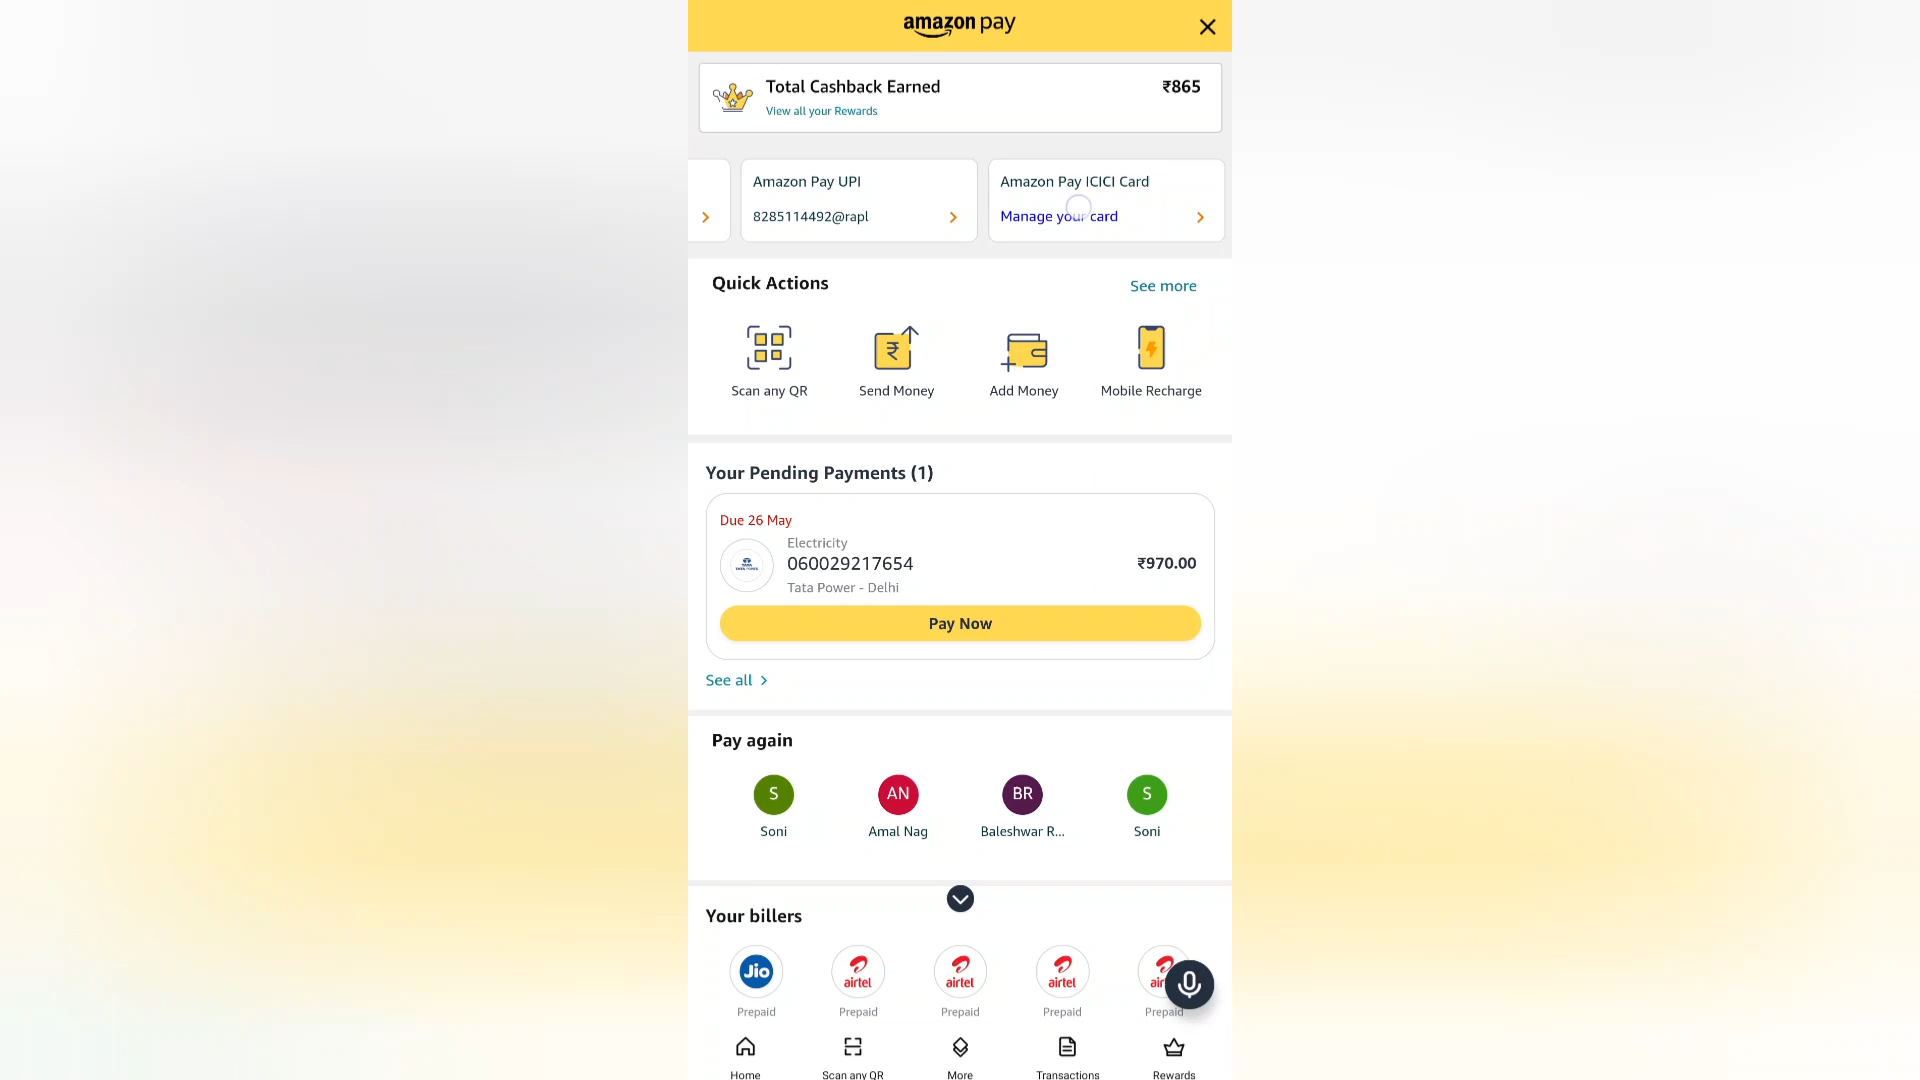 amazon pay
Total Cashback Earned
₹865
View all your Rewards
Amazon Pay UPI
8285114492@rapl
Amazon Pay ICICI Card
Manage your card
Quick Actions
See more
Scan any QR
Send Money
Add Money
Mobile Recharge
Your Pending Payments (1)
Due 26 May
Electricity
060029217654
₹970.00
Tata Power - Delhi
Pay Now
See all
Pay again
S
AN
BR
S
Soni
Amal Nag
Baleshwar R...
Soni
Your billers
Jio
airtel
airtel
airtel
air
Prepaid
Prepaid
Prepaid
Prepaid
Prepaid
Home
Scan any QR
More
Transactions
Rewards